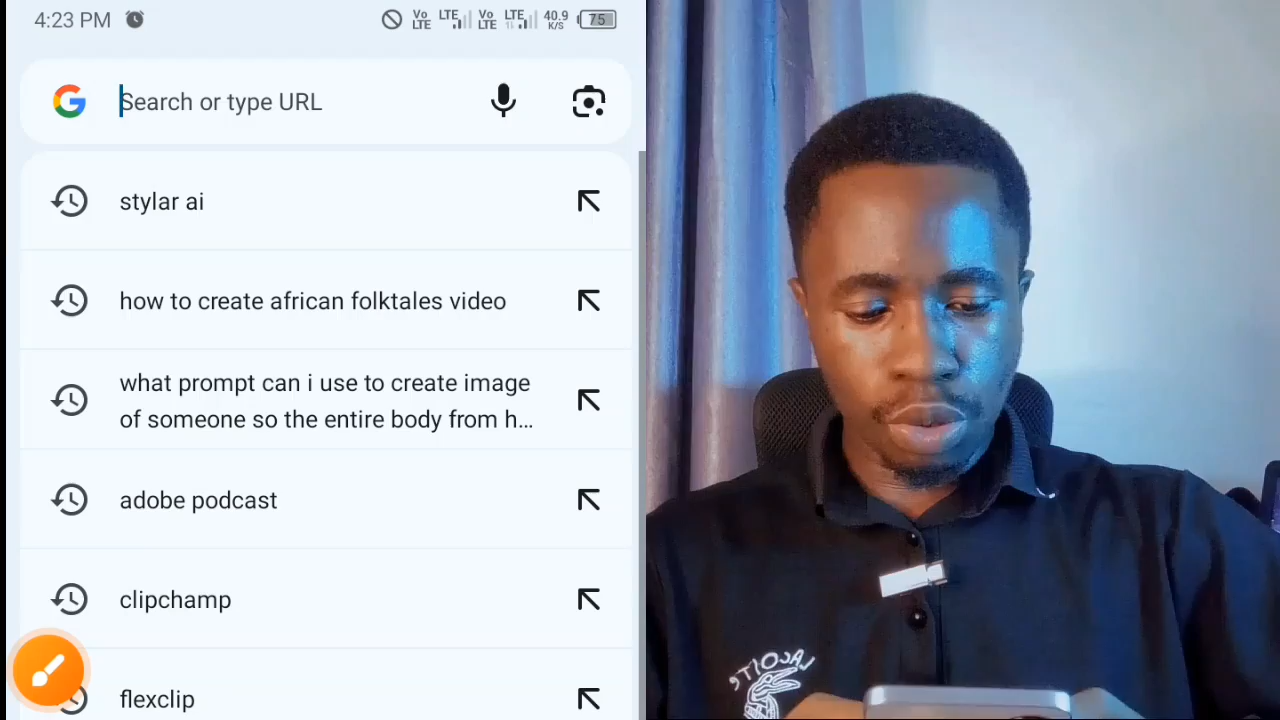 4:23 PM Vo LTE LTE Vo LTE LTE 40.9 K/S 75
Search or type URL
stylar ai
how to create african folktales video
what prompt can i use to create image
of someone so the entire body from h...
adobe podcast
clipchamp
flexclip